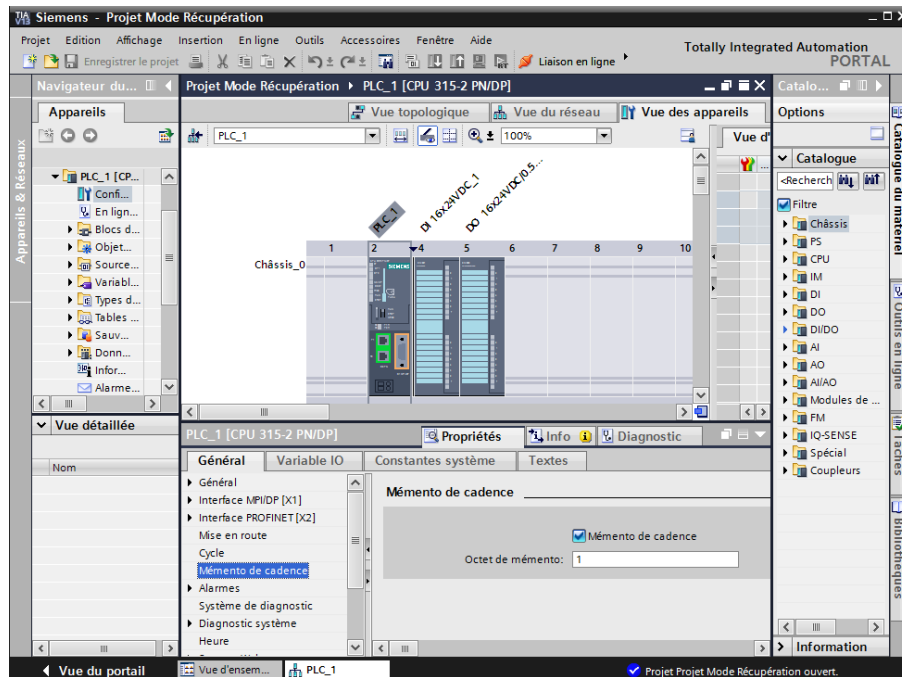 Siemens - Projet Mode Récupération
Projet Edition Affichage Insertion En ligne Outils Accessoires Fenêtre Aide
Totally Integrated Automation
PORTAL
Enregistrer le projet
Liaison en ligne
Navigateur du...
Projet Mode Récupération PLC_1 [CPU 315-2 PN/DP]
Catalo...
Appareils
Vue topologique Vue du réseau Vue des appareils
Options
PLC_1
100%
Vue d'
Appareils & Réseaux
PLC_1 [CP...
Confi...
En lign...
Blocs d...
Objet...
Source...
Variabl...
Types d...
Tables ...
Sauv...
Donn...
Infor...
Alarme...
PLC_1
DI 16x24VDC_1
DO 16x24VDC/0.5...
1 2 4 5 6 7 8 9 10
Châssis_0
SIEMENS
Catalogue
<Recherch
Filtre
Châssis
PS
CPU
IM
DI
DO
DI/DO
AI
AO
AI/AO
Modules de ...
FM
IQ-SENSE
Spécial
Coupleurs
Catalogue du matériel
Outils en ligne
Tâches
Bibliothèques
Vue détaillée
Nom
PLC_1 [CPU 315-2 PN/DP]
Propriétés Info Diagnostic
Général Variable IO Constantes système Textes
Général
Interface MPI/DP [X1]
Interface PROFINET [X2]
Mise en route
Cycle
Mémento de cadence
Alarmes
Système de diagnostic
Diagnostic système
Heure
Mémento de cadence
Mémento de cadence
Octet de mémento: 1
Information
Vue du portail
Vue d'ensem...
PLC_1
Projet Projet Mode Récupération ouvert.